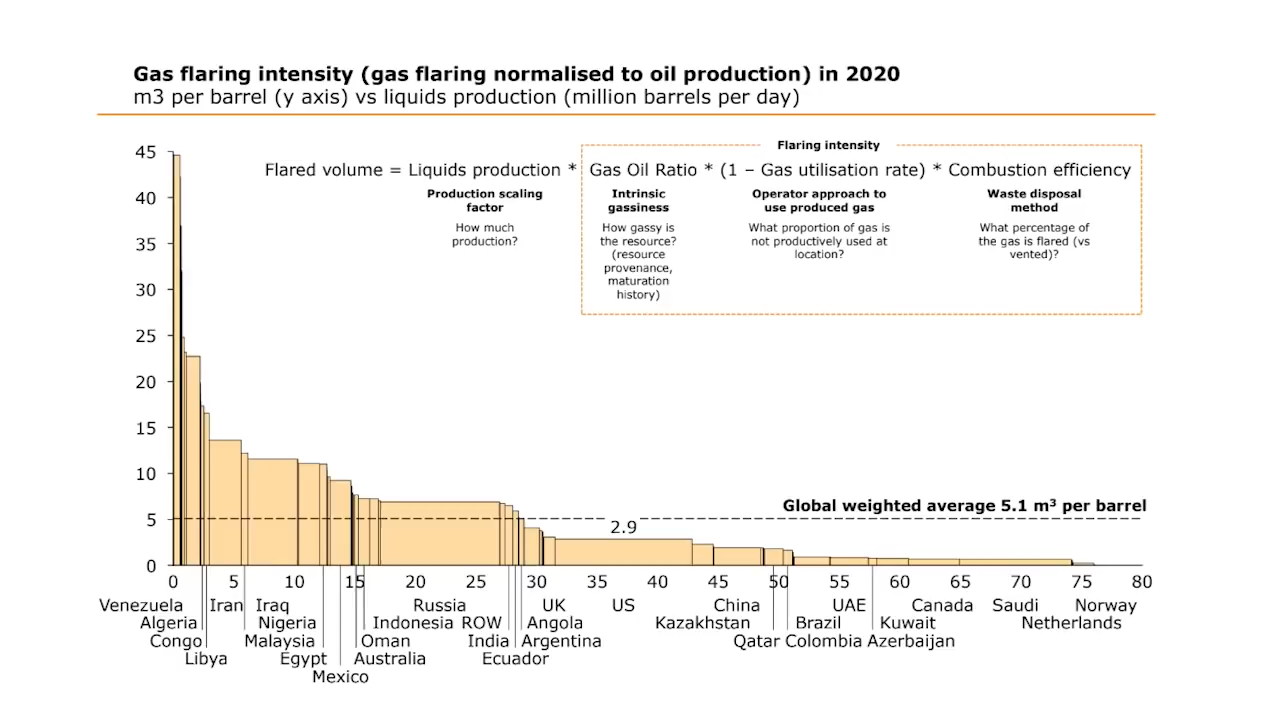 Gas flaring intensity (gas flaring normalised to oil production) in 2020
m3 per barrel (y axis) vs liquids production (million barrels per day)
Flaring intensity
Flared volume = Liquids production * Gas Oil Ratio * (1 – Gas utilisation rate) * Combustion efficiency
Production scaling
factor
How much
production?
Intrinsic
gassiness
How gassy is
the resource?
(resource
provenance,
maturation
history)
Operator approach to
use produced gas
What proportion of gas is
not productively used at
location?
Waste disposal
method
What percentage of
the gas is flared (vs
vented)?
45
40
35
30
25
20
15
10
5
0
Global weighted average 5.1 m³ per barrel
2.9
0 5 10 15 20 25 30 35 40 45 50 55 60 65 70 75 80
Venezuela Iran Iraq Russia UK US China UAE Canada Saudi Norway
Algeria Nigeria Indonesia ROW Angola Kazakhstan Brazil Kuwait Netherlands
Congo Malaysia Oman India Argentina Qatar Colombia Azerbaijan
Libya Egypt Australia Ecuador
Mexico